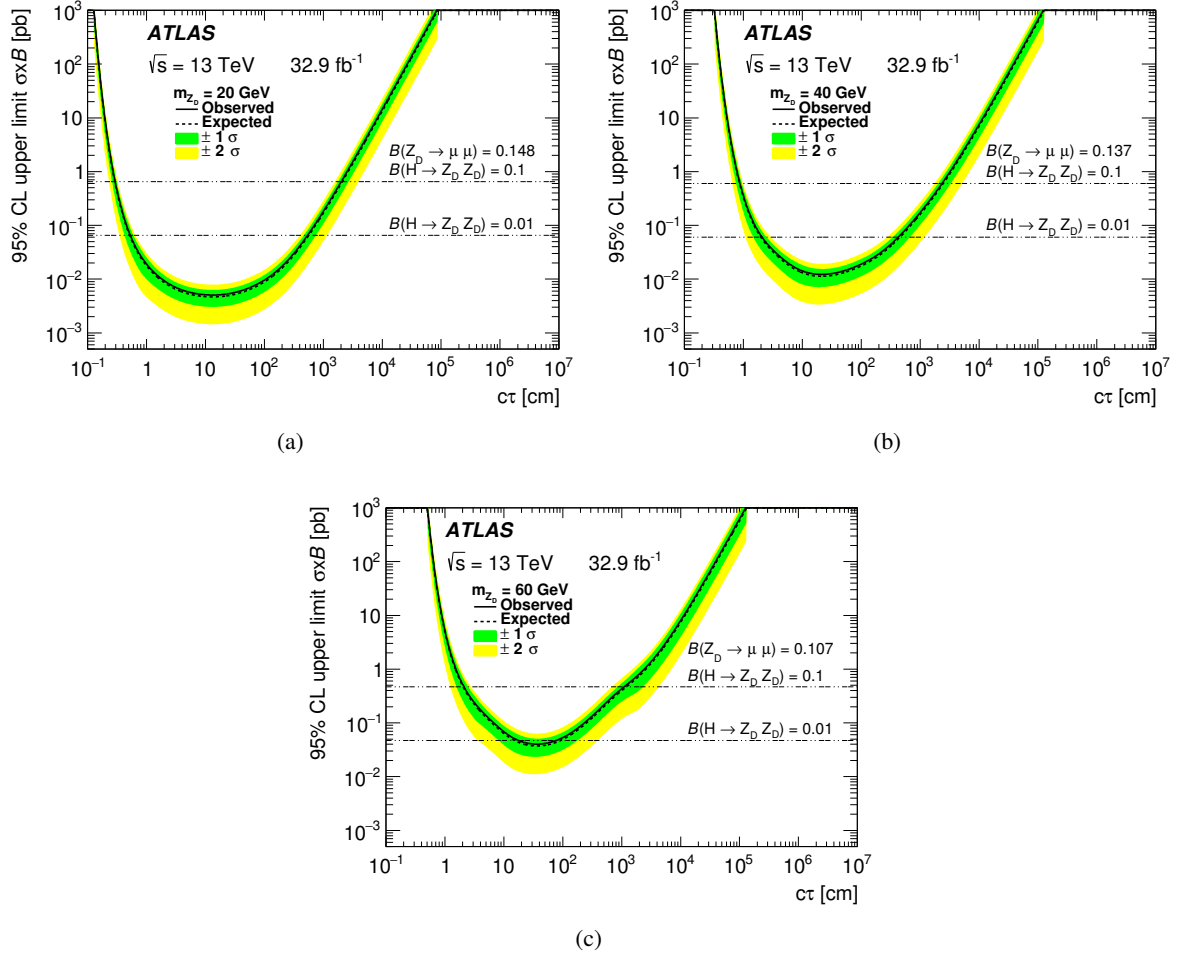 ATLAS
√s = 13 TeV 32.9 fb⁻¹
m_{Z_D} = 20 GeV
Observed
Expected
± 1 σ
± 2 σ
B(Z_D → μ μ) = 0.148
B(H → Z_D Z_D) = 0.1
B(H → Z_D Z_D) = 0.01
95% CL upper limit σxB [pb]
10³
10²
10
1
10⁻¹
10⁻²
10⁻³
10⁻¹ 1 10 10² 10³ 10⁴ 10⁵ 10⁶ 10⁷
cτ [cm]
(a)
ATLAS
√s = 13 TeV 32.9 fb⁻¹
m_{Z_D} = 40 GeV
Observed
Expected
± 1 σ
± 2 σ
B(Z_D → μ μ) = 0.137
B(H → Z_D Z_D) = 0.1
B(H → Z_D Z_D) = 0.01
95% CL upper limit σxB [pb]
10³
10²
10
1
10⁻¹
10⁻²
10⁻³
10⁻¹ 1 10 10² 10³ 10⁴ 10⁵ 10⁶ 10⁷
cτ [cm]
(b)
ATLAS
√s = 13 TeV 32.9 fb⁻¹
m_{Z_D} = 60 GeV
Observed
Expected
± 1 σ
± 2 σ
B(Z_D → μ μ) = 0.107
B(H → Z_D Z_D) = 0.1
B(H → Z_D Z_D) = 0.01
95% CL upper limit σxB [pb]
10³
10²
10
1
10⁻¹
10⁻²
10⁻³
10⁻¹ 1 10 10² 10³ 10⁴ 10⁵ 10⁶ 10⁷
cτ [cm]
(c)